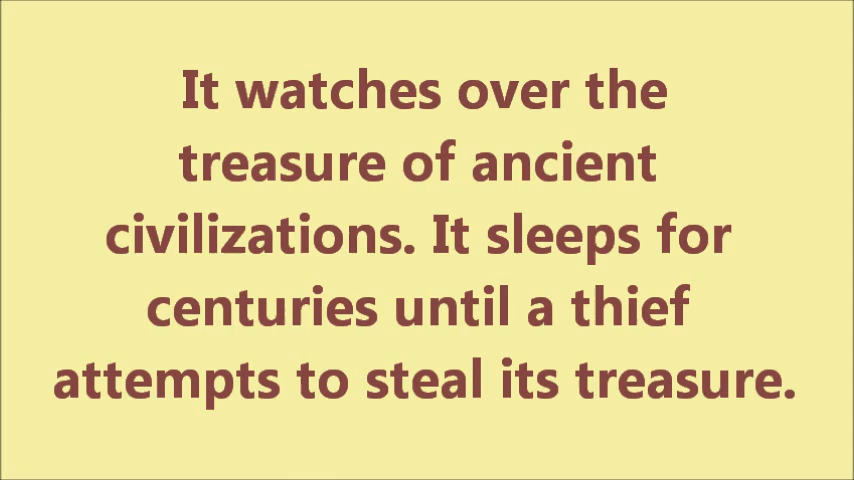 It watches over the
treasure of ancient
civilizations. It sleeps for
centuries until a thief
attempts to steal its treasure.